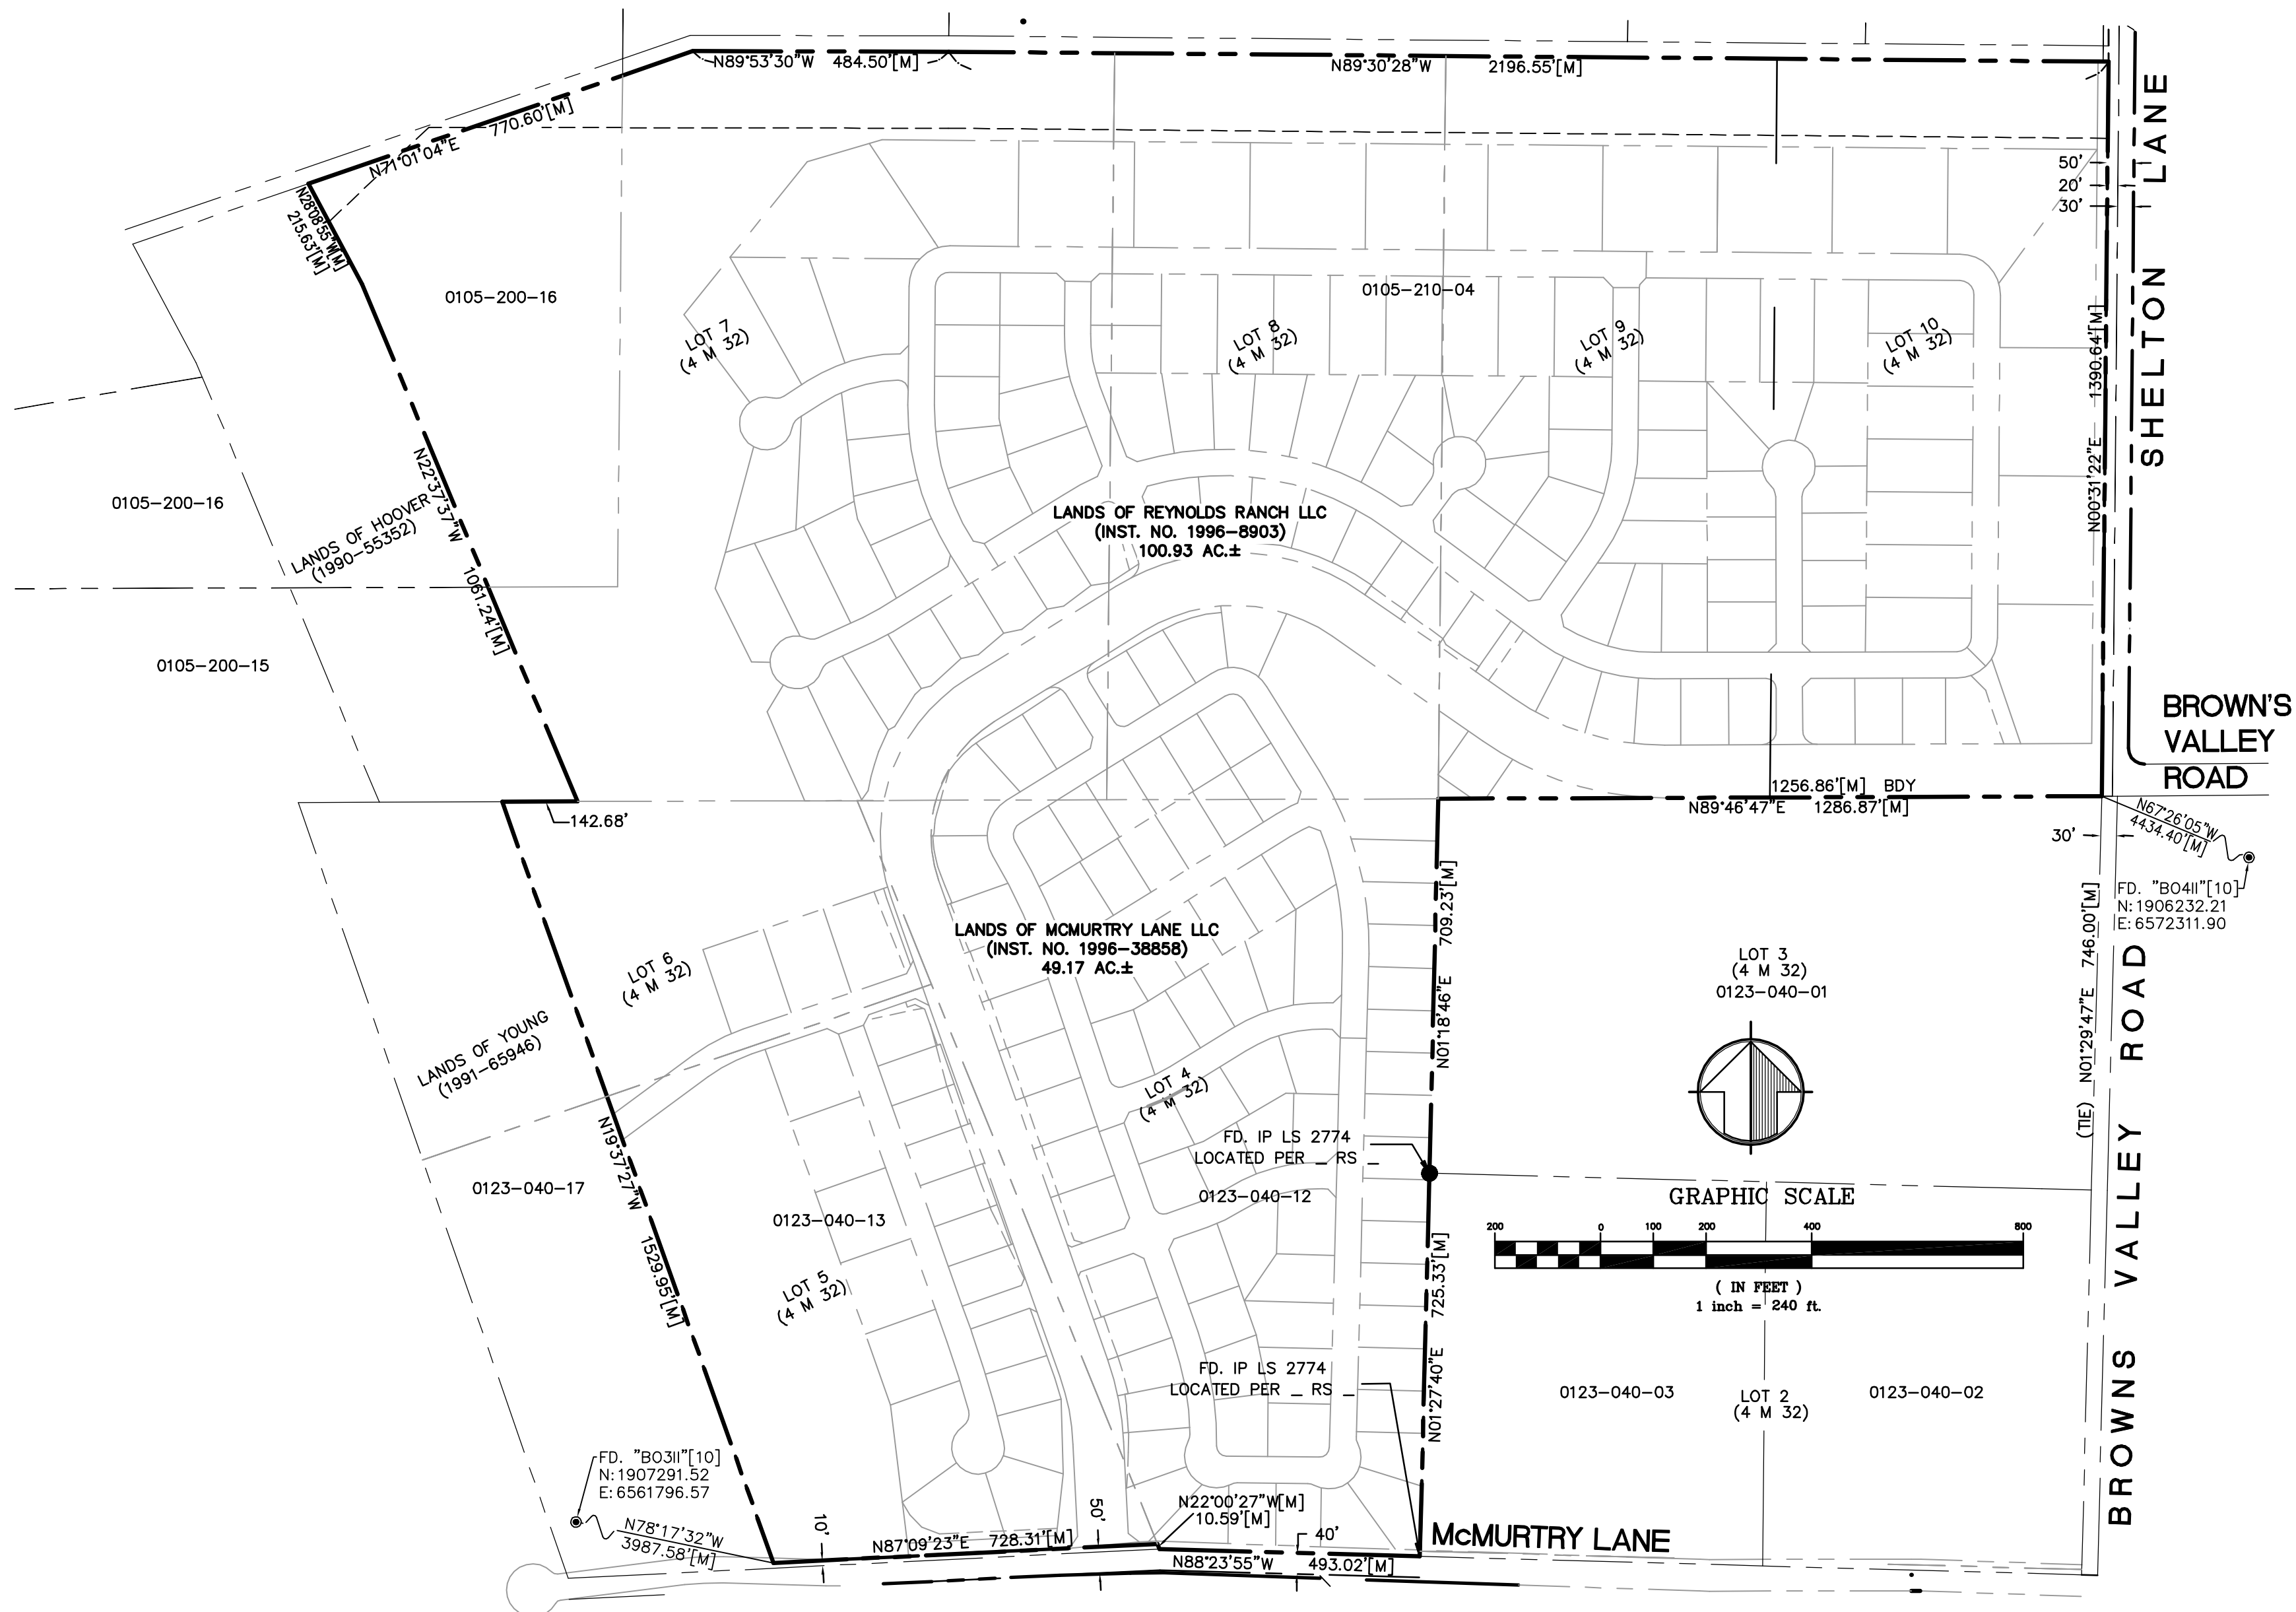 N89°53'30"W 484.50'[M]
N89°30'28"W 2196.55'[M]
N71°01'04"E 770.60'[M]
N28°08'55"W[M]
215.63'[M]
SHELTON LANE
50'
20'
30'
0105-200-16
0105-210-04
LOT 7
(4 M 32)
LOT 8
(4 M 32)
LOT 9
(4 M 32)
LOT 10
(4 M 32)
N00°31'22"E 1390.64'[M]
0105-200-16
LANDS OF HOOVER
(1990-55352)
N22°37'37"W 1061.24'[M]
LANDS OF REYNOLDS RANCH LLC
(INST. NO. 1996-8903)
100.93 AC.±
0105-200-15
BROWN'S
VALLEY
ROAD
142.68'
1256.86'[M] BDY
N89°46'47"E 1286.87'[M]
N67°26'05"W
4434.40'[M]
30'
FD. "BO4II"[10]
N:1906232.21
E:6572311.90
N01°18'46"E 709.23'[M]
LANDS OF MCMURTRY LANE LLC
(INST. NO. 1996-38858)
49.17 AC.±
LOT 6
(4 M 32)
LOT 3
(4 M 32)
0123-040-01
(TIE) N01°29'47"E 746.00'[M]
BROWNS VALLEY ROAD
LANDS OF YOUNG
(1991-65946)
LOT 4
(4 M 32)
FD. IP LS 2774
LOCATED PER _ RS _
0123-040-17
N19°37'27"W 1529.95'[M]
0123-040-13
0123-040-12
GRAPHIC SCALE
200 0 100 200 400 800
( IN FEET )
1 inch = 240 ft.
LOT 5
(4 M 32)
N01°27'40"E 725.33'[M]
FD. IP LS 2774
LOCATED PER _ RS _
0123-040-03
LOT 2
(4 M 32)
0123-040-02
FD. "BO3II"[10]
N:1907291.52
E:6561796.57
N78°17'32"W
3987.58'[M]
10'
N87°09'23"E 728.31'[M]
50'
N22°00'27"W[M]
10.59'[M]
40'
N88°23'55"W 493.02'[M]
McMURTRY LANE